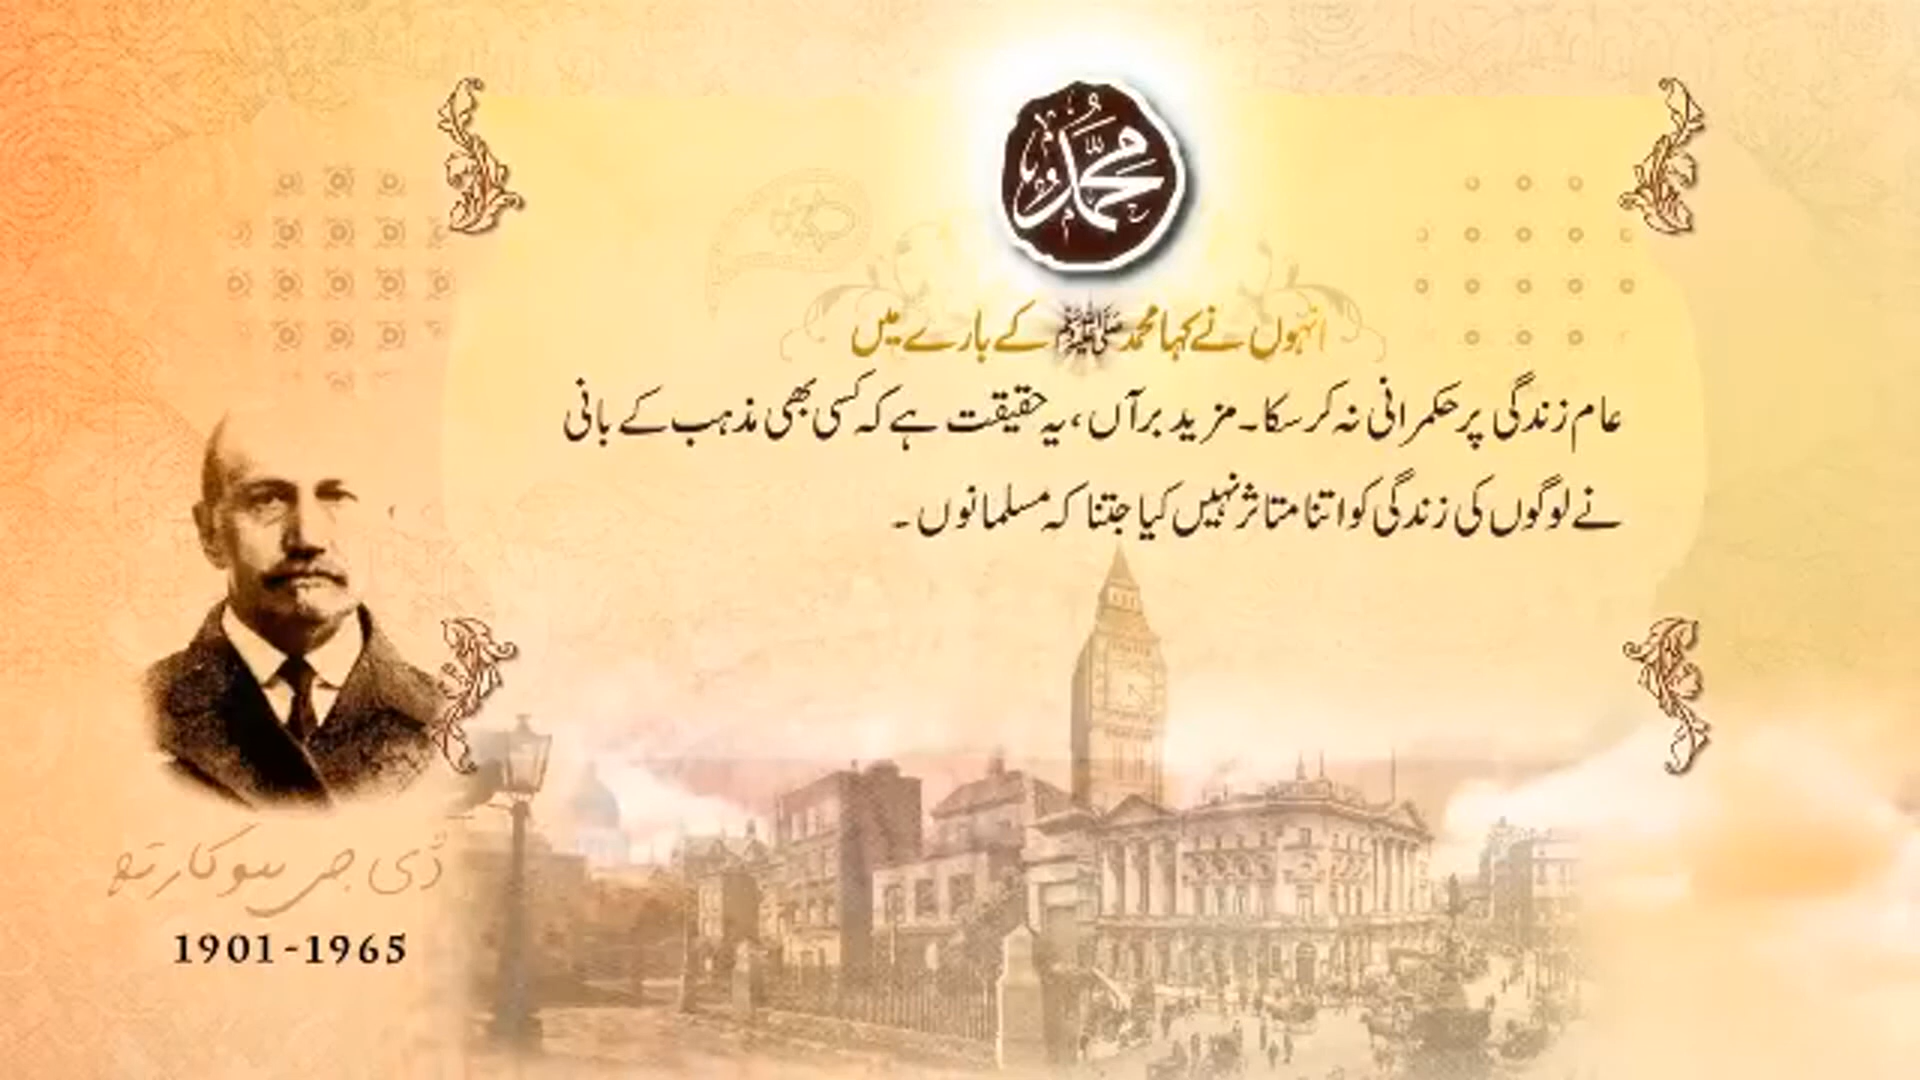 محمد
انہوں نے کہا محمد ﷺ کے بارے میں
عام زندگی پر حکمرانی نہ کر سکا۔ مزید برآں، یہ حقیقت ہے کہ کسی بھی مذہب کے بانی
نے لوگوں کی زندگی کو اتنا متاثر نہیں کیا جتنا کہ مسلمانوں ۔
ڈی جی
1901-1965